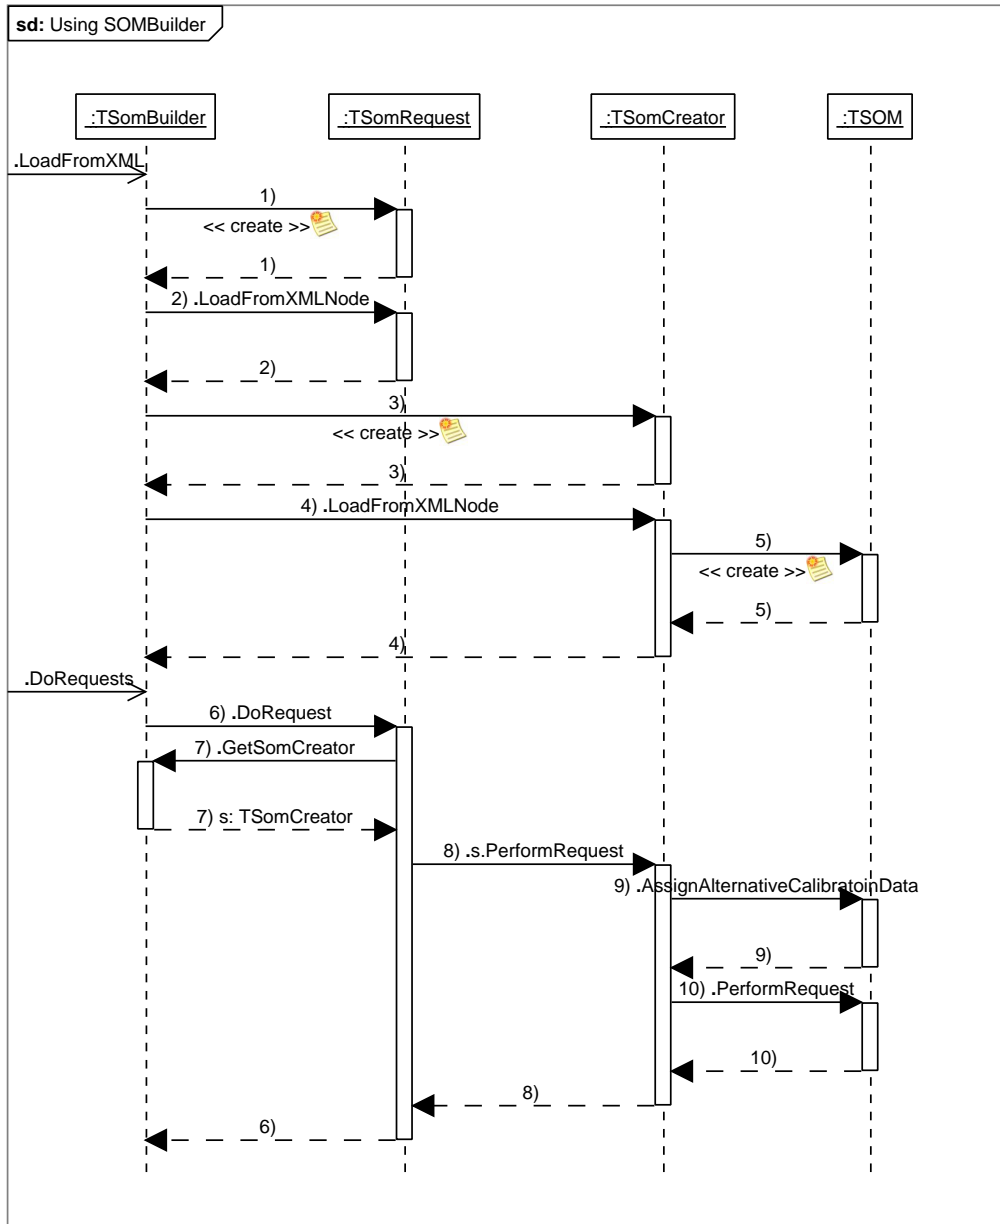 sd: Using SOMBuilder
:TSomBuilder
:TSomRequest
:TSomCreator
:TSOM
.LoadFromXML
1)
<< create >>
1)
2) .LoadFromXMLNode
2)
3)
<< create >>
3)
4) .LoadFromXMLNode
5)
<< create >>
5)
4)
.DoRequests
6) .DoRequest
7) .GetSomCreator
7) s: TSomCreator
8) .s.PerformRequest
9) .AssignAlternativeCalibratoinData
9)
10) .PerformRequest
10)
8)
6)